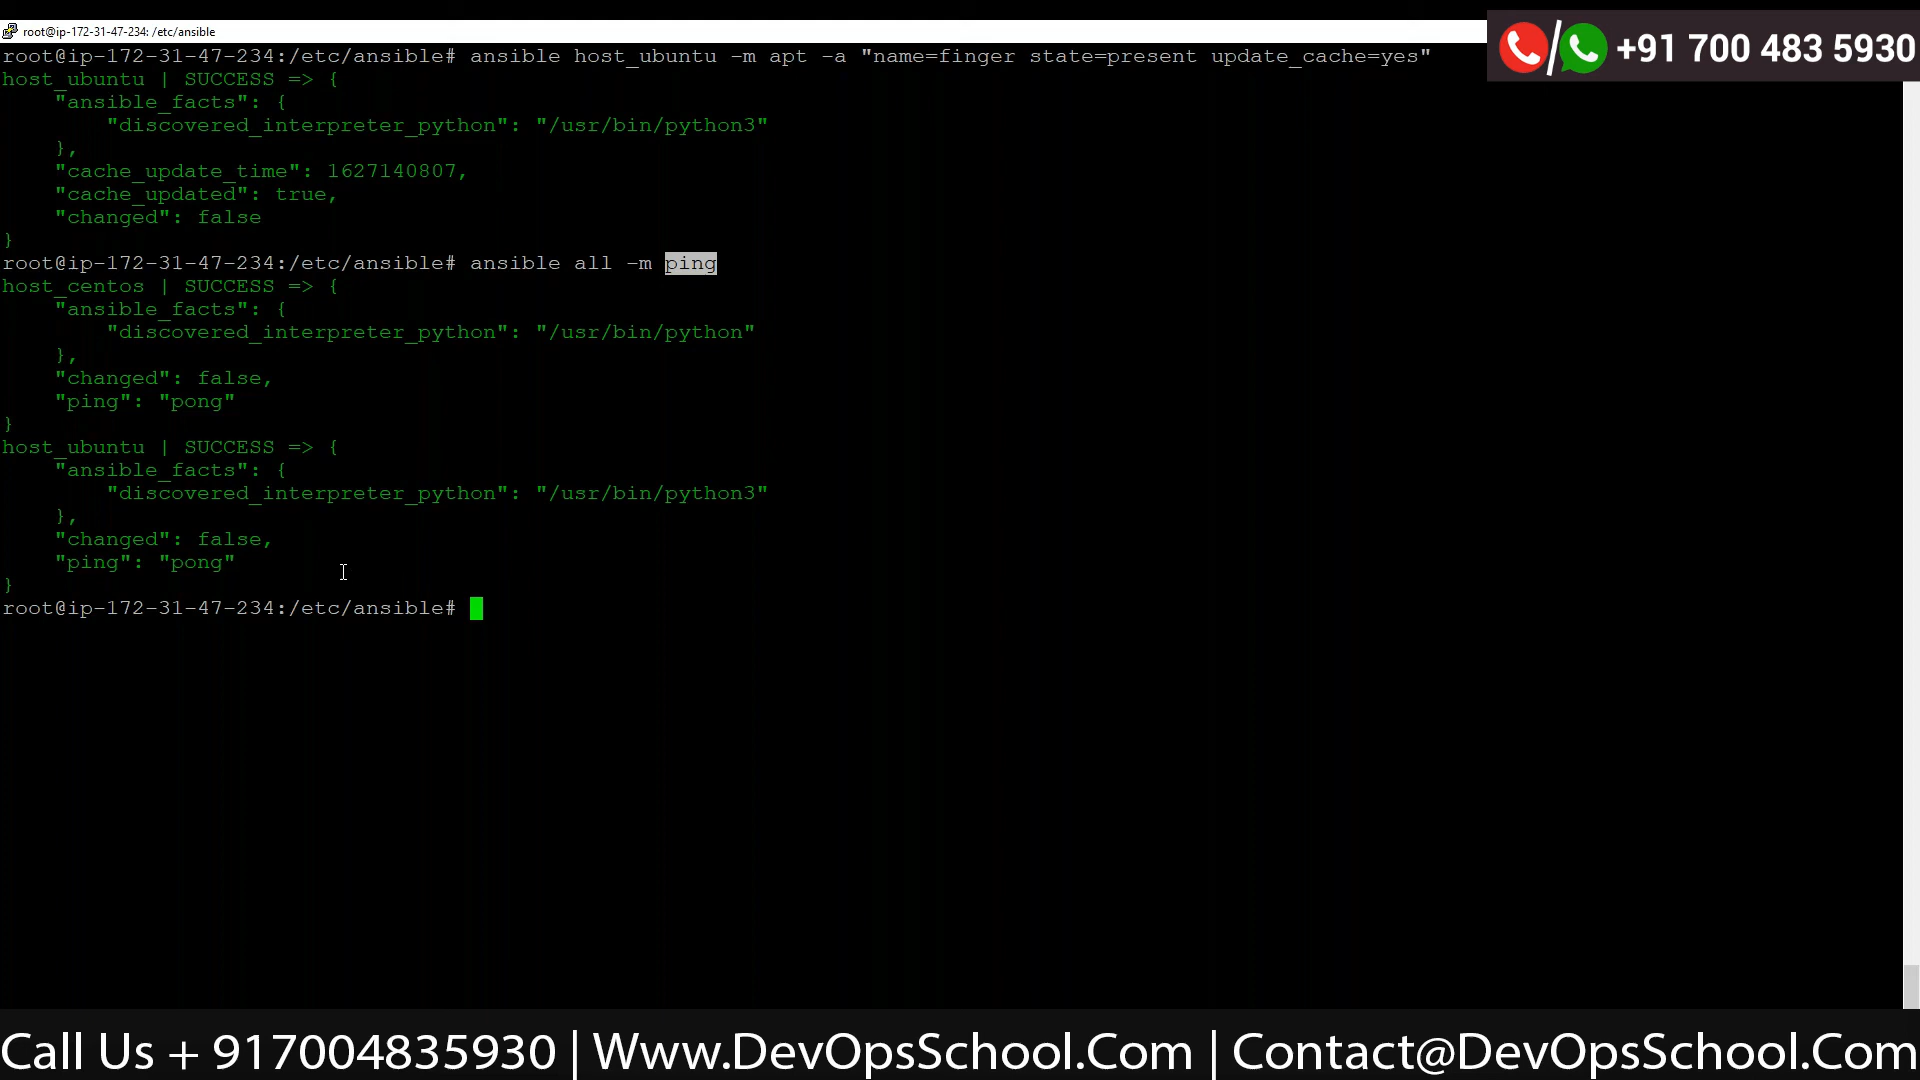 root@ip-172-31-47-234: /etc/ansible
+91 700 483 5930
root@ip-172-31-47-234:/etc/ansible# ansible host_ubuntu -m apt -a "name=finger state=present update_cache=yes"
host_ubuntu | SUCCESS => {
    "ansible_facts": {
        "discovered_interpreter_python": "/usr/bin/python3"
    },
    "cache_update_time": 1627140807,
    "cache_updated": true,
    "changed": false
}
root@ip-172-31-47-234:/etc/ansible# ansible all -m ping
host_centos | SUCCESS => {
    "ansible_facts": {
        "discovered_interpreter_python": "/usr/bin/python"
    },
    "changed": false,
    "ping": "pong"
}
host_ubuntu | SUCCESS => {
    "ansible_facts": {
        "discovered_interpreter_python": "/usr/bin/python3"
    },
    "changed": false,
    "ping": "pong"
}
root@ip-172-31-47-234:/etc/ansible#
Call Us + 917004835930 | Www.DevOpsSchool.Com | Contact@DevOpsSchool.Com